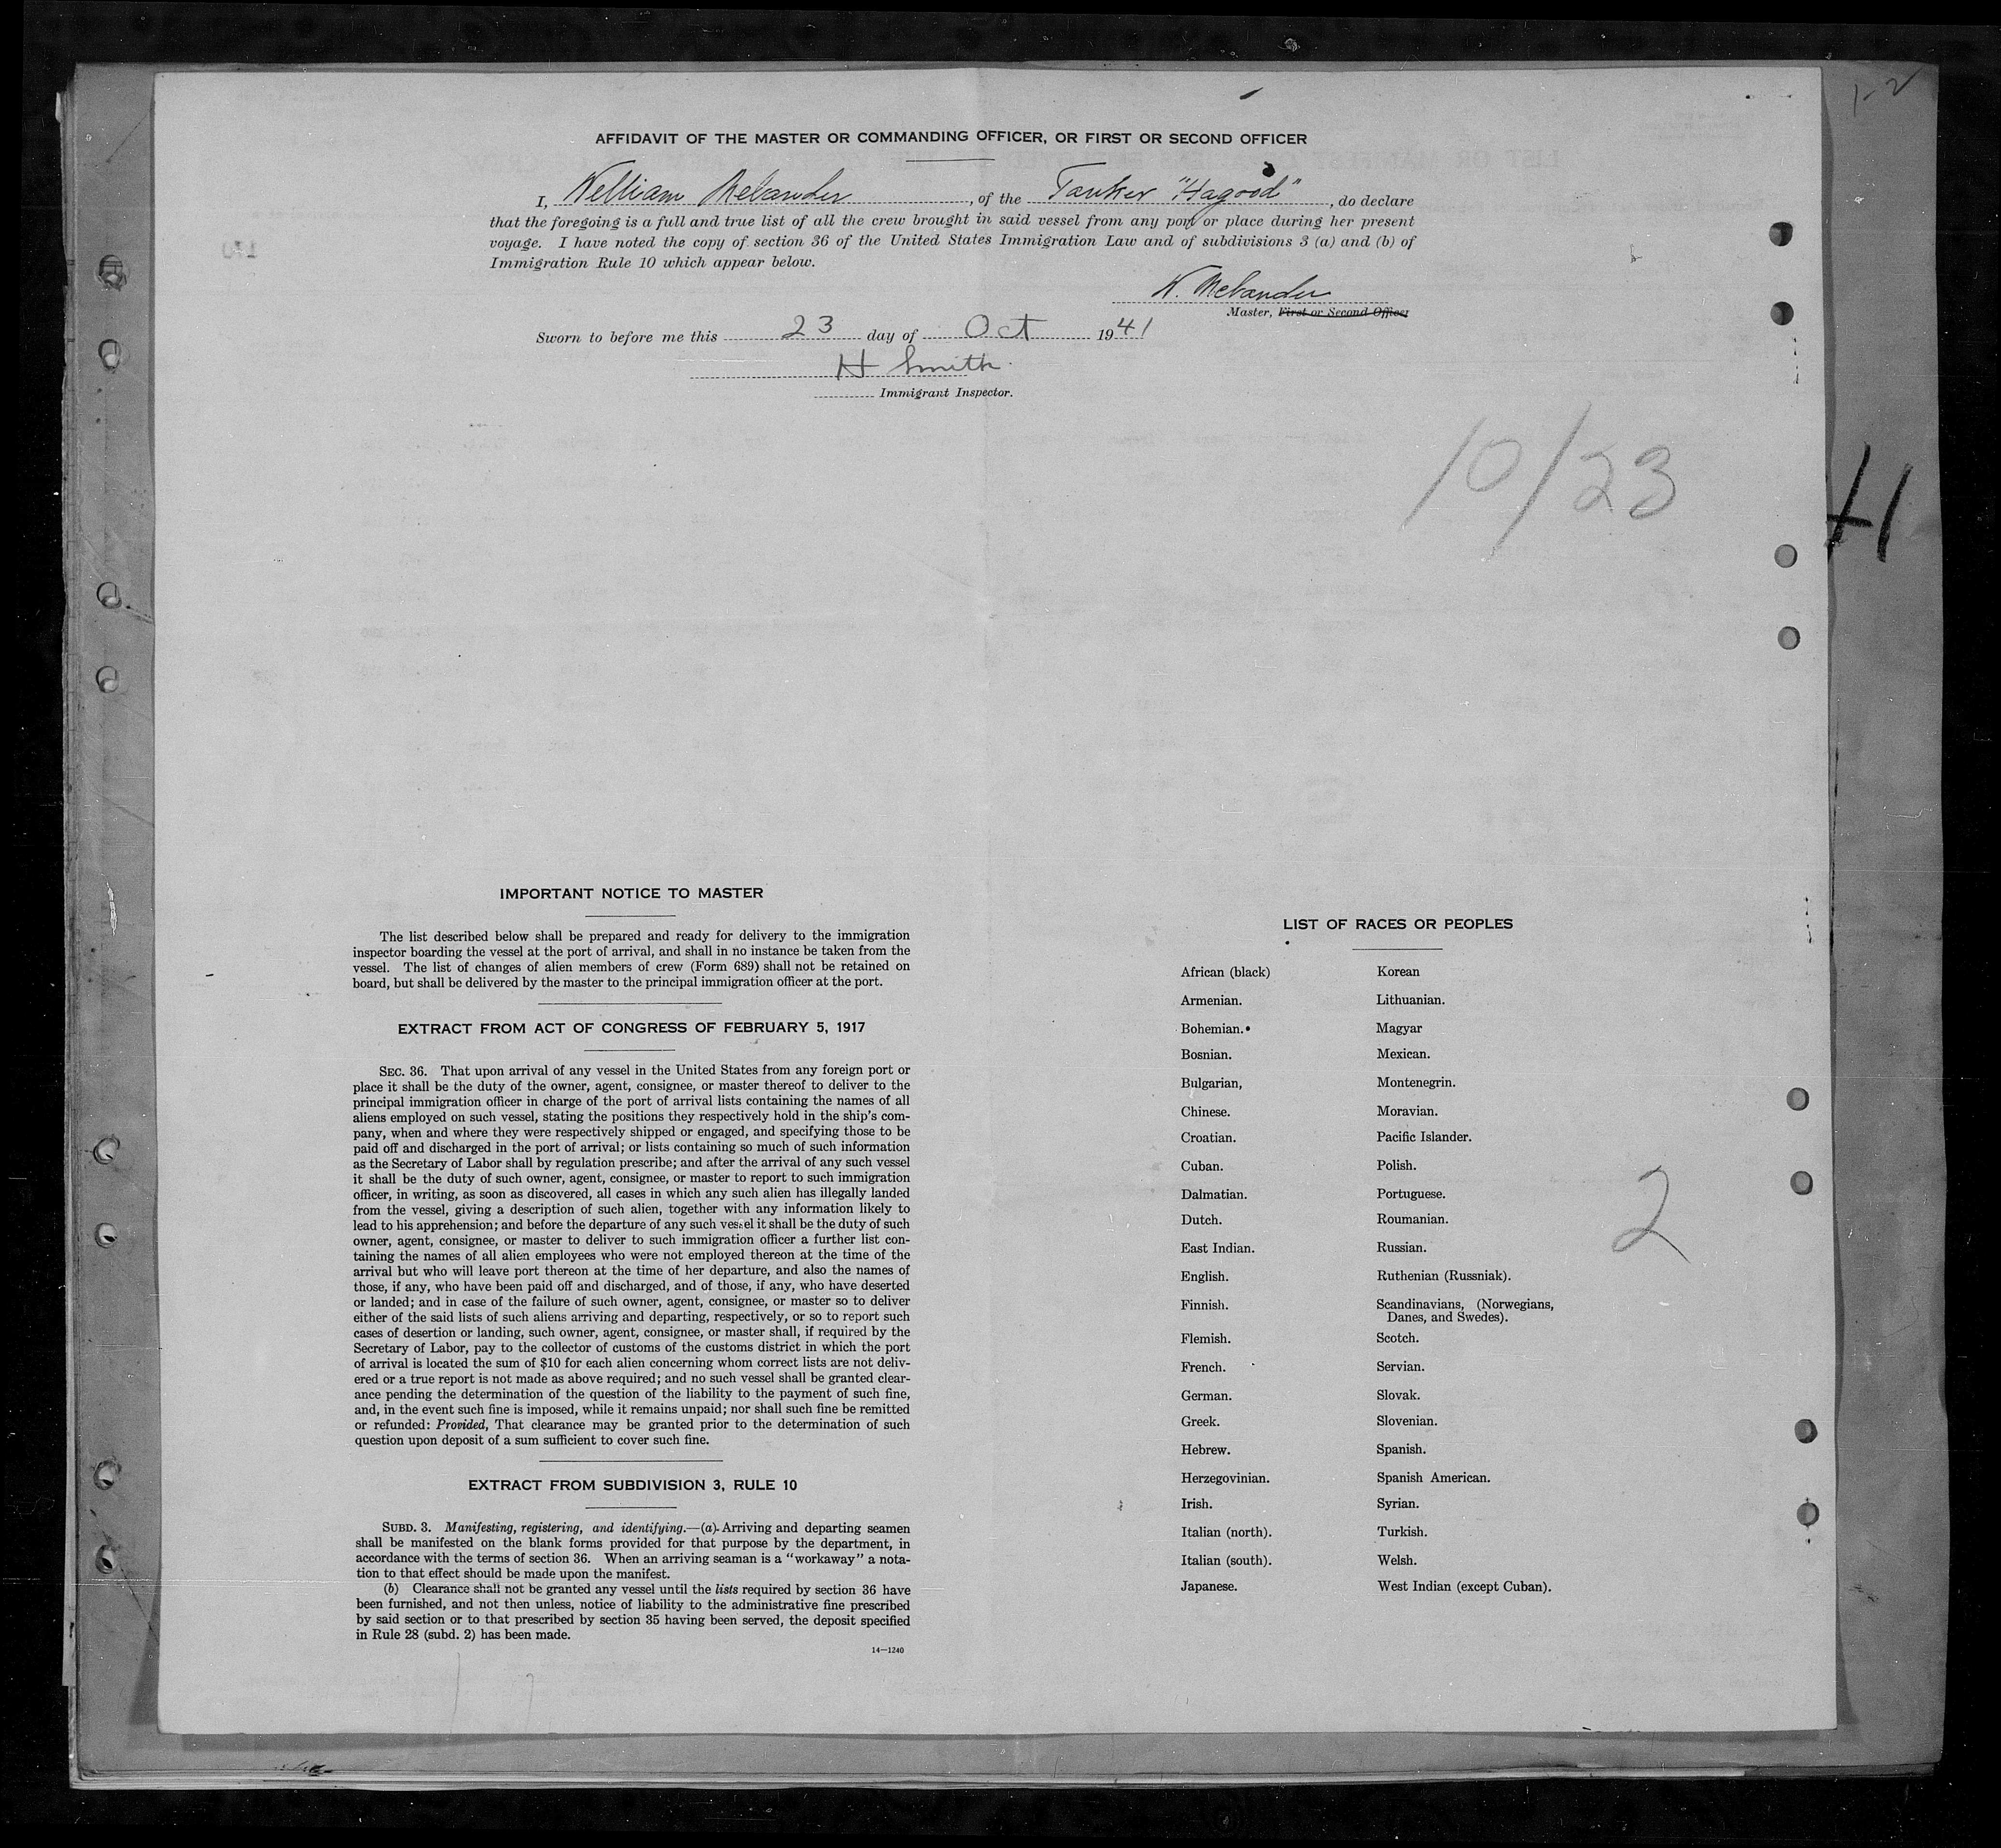 1-2
AFFIDAVIT OF THE MASTER OR COMMANDING OFFICER, OR FIRST OR SECOND OFFICER
I, William Melander, of the Tanker "Hagood", do declare
that the foregoing is a full and true list of all the crew brought in said vessel from any port or place during her present
voyage. I have noted the copy of section 36 of the United States Immigration Law and of subdivisions 3 (a) and (b) of
Immigration Rule 10 which appear below.
W. Melander
Master, First or Second Officer
Sworn to before me this 23 day of Oct 1941
H Smith
Immigrant Inspector.
10/23
H
IMPORTANT NOTICE TO MASTER
The list described below shall be prepared and ready for delivery to the immigration
inspector boarding the vessel at the port of arrival, and shall in no instance be taken from the
vessel. The list of changes of alien members of crew (Form 689) shall not be retained on
board, but shall be delivered by the master to the principal immigration officer at the port.
EXTRACT FROM ACT OF CONGRESS OF FEBRUARY 5, 1917
SEC. 36. That upon arrival of any vessel in the United States from any foreign port or
place it shall be the duty of the owner, agent, consignee, or master thereof to deliver to the
principal immigration officer in charge of the port of arrival lists containing the names of all
aliens employed on such vessel, stating the positions they respectively hold in the ship's com-
pany, when and where they were respectively shipped or engaged, and specifying those to be
paid off and discharged in the port of arrival; or lists containing so much of such information
as the Secretary of Labor shall by regulation prescribe; and after the arrival of any such vessel
it shall be the duty of such owner, agent, consignee, or master to report to such immigration
officer, in writing, as soon as discovered, all cases in which any such alien has illegally landed
from the vessel, giving a description of such alien, together with any information likely to
lead to his apprehension; and before the departure of any such vessel it shall be the duty of such
owner, agent, consignee, or master to deliver to such immigration officer a further list con-
taining the names of all alien employees who were not employed thereon at the time of the
arrival but who will leave port thereon at the time of her departure, and also the names of
those, if any, who have been paid off and discharged, and of those, if any, who have deserted
or landed; and in case of the failure of such owner, agent, consignee, or master so to deliver
either of the said lists of such aliens arriving and departing, respectively, or so to report such
cases of desertion or landing, such owner, agent, consignee, or master shall, if required by the
Secretary of Labor, pay to the collector of customs of the customs district in which the port
of arrival is located the sum of $10 for each alien concerning whom correct lists are not deliv-
ered or a true report is not made as above required; and no such vessel shall be granted clear-
ance pending the determination of the question of the liability to the payment of such fine,
and, in the event such fine is imposed, while it remains unpaid; nor shall such fine be remitted
or refunded: Provided, That clearance may be granted prior to the determination of such
question upon deposit of a sum sufficient to cover such fine.
EXTRACT FROM SUBDIVISION 3, RULE 10
SUBD. 3. Manifesting, registering, and identifying.—(a) Arriving and departing seamen
shall be manifested on the blank forms provided for that purpose by the department, in
accordance with the terms of section 36. When an arriving seaman is a "workaway" a nota-
tion to that effect should be made upon the manifest.
(b) Clearance shall not be granted any vessel until the lists required by section 36 have
been furnished, and not then unless, notice of liability to the administrative fine prescribed
by said section or to that prescribed by section 35 having been served, the deposit specified
in Rule 28 (subd. 2) has been made.
14—1240
LIST OF RACES OR PEOPLES
African (black) Korean
Armenian. Lithuanian.
Bohemian. Magyar
Bosnian. Mexican.
Bulgarian, Montenegrin.
Chinese. Moravian.
Croatian. Pacific Islander.
Cuban. Polish.
Dalmatian. Portuguese.
Dutch. Roumanian.
East Indian. Russian.
English. Ruthenian (Russniak).
Finnish. Scandinavians, (Norwegians,
Danes, and Swedes).
Flemish. Scotch.
French. Servian.
German. Slovak.
Greek. Slovenian.
Hebrew. Spanish.
Herzegovinian. Spanish American.
Irish. Syrian.
Italian (north). Turkish.
Italian (south). Welsh.
Japanese. West Indian (except Cuban).
2